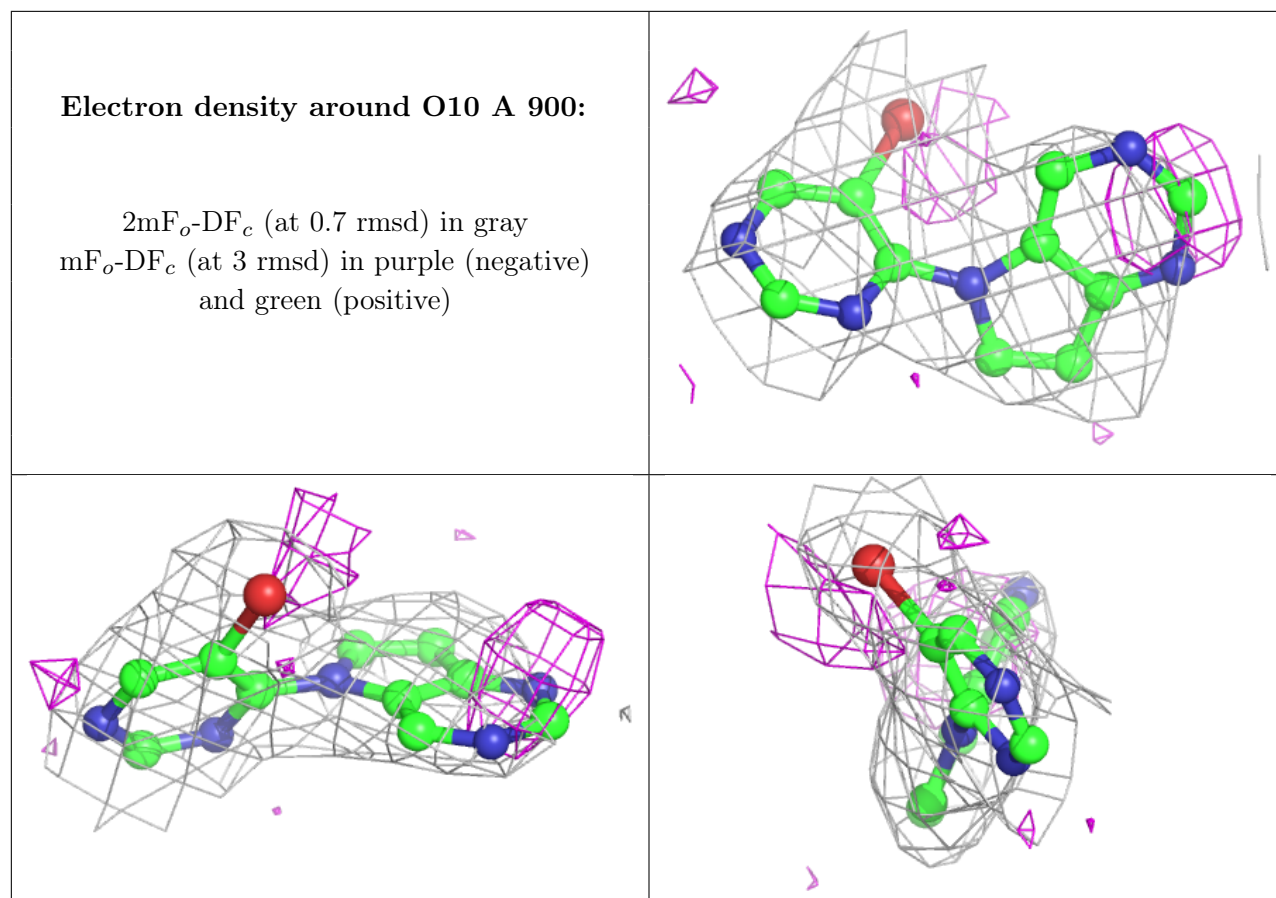 Electron density around O10 A 900:
2mFₒ-DF𝒸 (at 0.7 rmsd) in gray
mFₒ-DF𝒸 (at 3 rmsd) in purple (negative)
and green (positive)